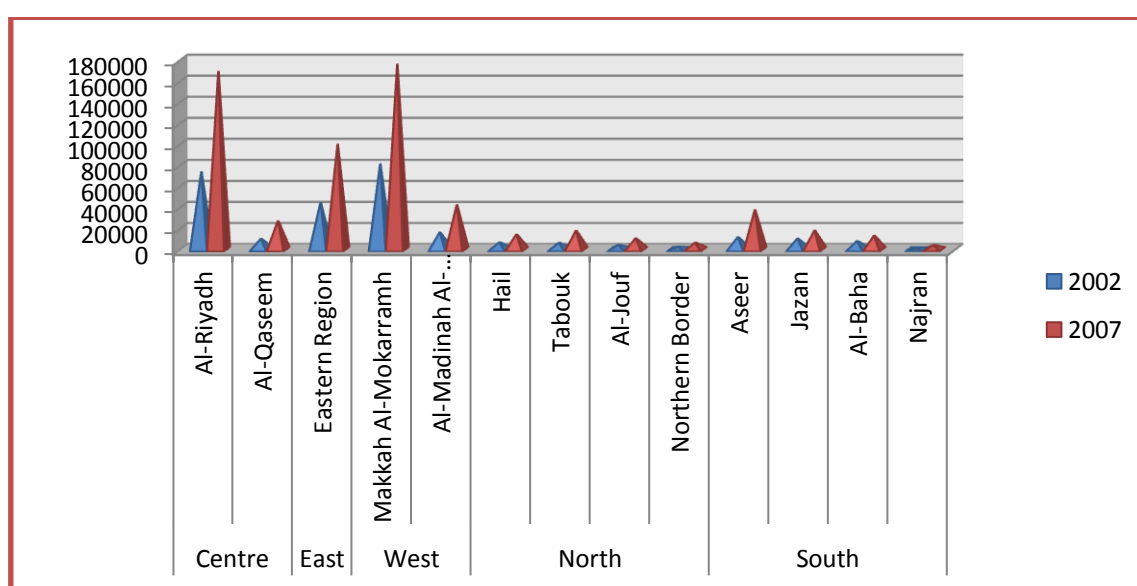 180000
160000
140000
120000
100000
80000
60000
40000
20000
0
Al-Riyadh
Al-Qaseem
Eastern Region
Makkah Al-Mokarramh
Al-Madinah Al-…
Hail
Tabouk
Al-Jouf
Northern Border
Aseer
Jazan
Al-Baha
Najran
Centre
East
West
North
South
2002
2007